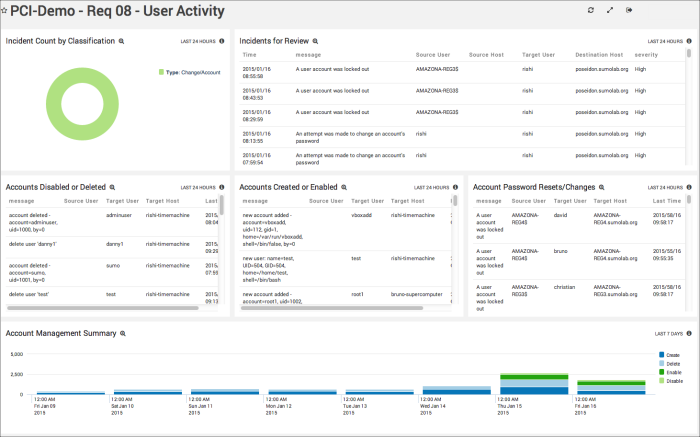 PCI-Demo - Req 08 - User Activity
Incident Count by Classification
LAST 24 HOURS
Type: Change/Account
Incidents for Review
LAST 24 HOURS
Time message Source User Source Host Target User Destination Host severity
2015/01/16 A user account was locked out AMAZONA-REG3$ rishi poseidon.sumolab.org High
08:55:58
2015/01/16 A user account was locked out AMAZONA-REG3$ rishi poseidon.sumolab.org High
08:43:53
2015/01/16 A user account was locked out AMAZONA-REG3$ rishi poseidon.sumolab.org High
08:29:59
2015/01/16 An attempt was made to change an account's rishi rishi poseidon.sumolab.org High
08:13:55 password
2015/01/16 An attempt was made to change an account's rishi rishi poseidon.sumolab.org High
07:59:54 password
Accounts Disabled or Deleted
LAST 24 HOURS
message Source User Target User Target Host Last
account deleted - adminuser rishi-timemachine 2015,
account=adminuser, 08:04
uid=1000, by=0
delete user 'danny1' danny1 rishi-timemachine 2015,
09:29
account deleted - sumo rishi-timemachine 2015,
account=sumo, 07:59
uid=1001, by=0
delete user 'test' test rishi-timemachine 2015,
09:13
Accounts Created or Enabled
LAST 24 HOURS
message Source User Target User Target Host
new account added - vboxadd rishi-timemachine
account=vboxadd,
uid=112, gid=1,
home=/var/run/vboxadd,
shell=/bin/false, by=0
new user: name=test, test rishi-timemachine
UID=504, GID=504,
home=/home/test,
shell=/bin/bash
new account added - root1 bruno-supercomputer
account=root1, uid=1002,
Account Password Resets/Changes
LAST 24 HOURS
message Source User Target User Target Host Last Time
A user AMAZONA- david AMAZONA- 2015/58/16
account REG4$ REG4.sumolab.org 09:58:17
was locked
out
A user AMAZONA- bruno AMAZONA- 2015/55/16
account REG4$ REG4.sumolab.org 09:55:35
was locked
out
A user AMAZONA- christian AMAZONA- 2015/58/16
account REG3$ REG3.sumolab.org 09:58:17
was locked
out
Account Management Summary
LAST 7 DAYS
5,000
2,500
0
12:00 AM 12:00 AM 12:00 AM 12:00 AM 12:00 AM 12:00 AM 12:00 AM 12:00 AM
Fri Jan 09 Sat Jan 10 Sun Jan 11 Mon Jan 12 Tue Jan 13 Wed Jan 14 Thu Jan 15 Fri Jan 16
2015 2015 2015 2015 2015 2015 2015 2015
Create
Delete
Enable
Disable